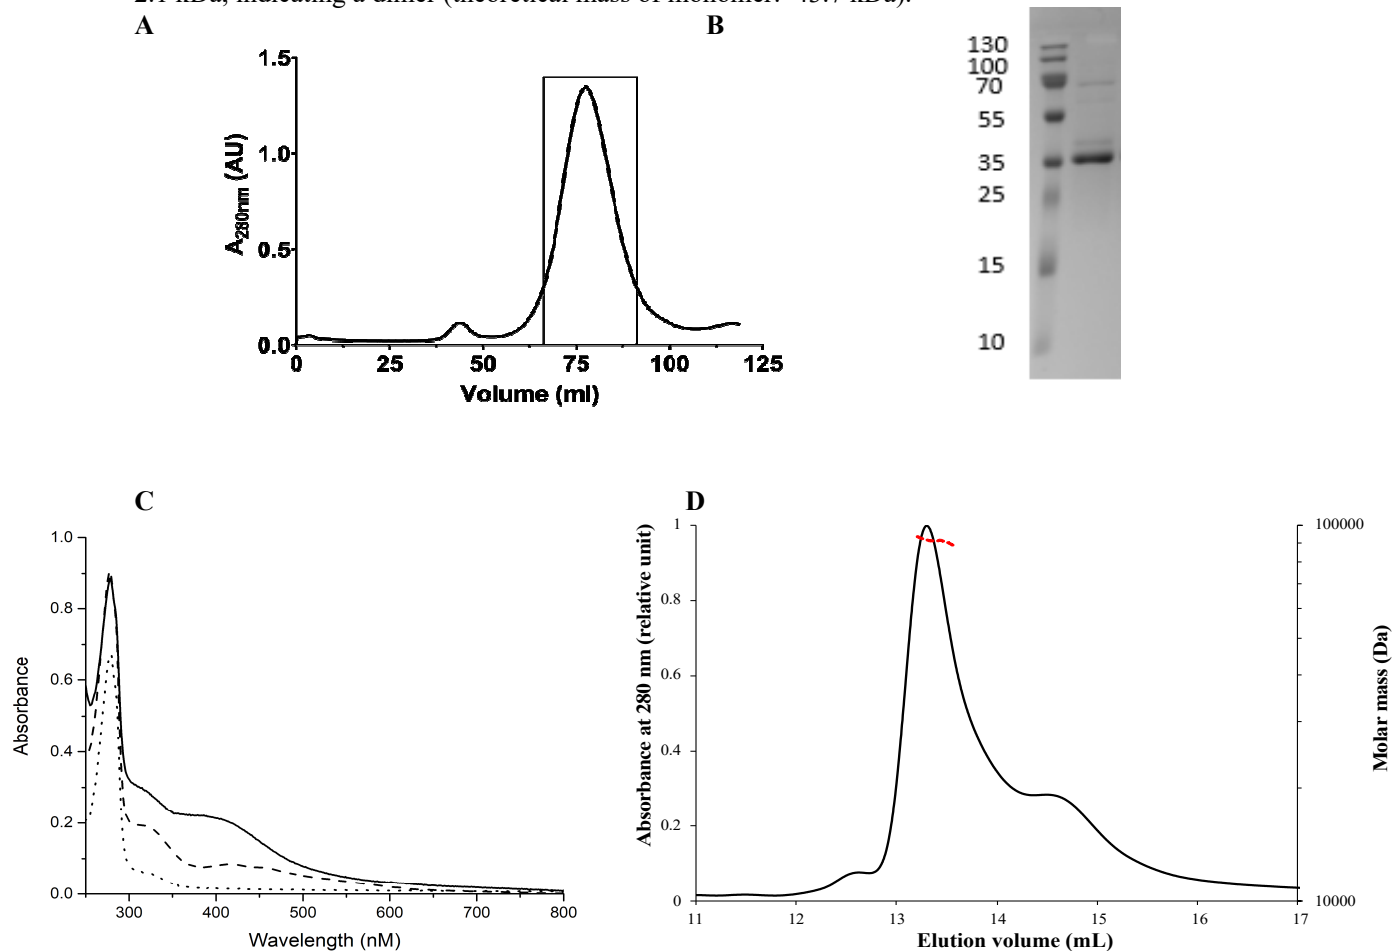 2.1 kDa, indicating a dimer (theoretical mass of monomer: 43.7 kDa).
A
B
1.5
1.0
0.5
0.0
A280nm (AU)
0 25 50 75 100 125
Volume (ml)
130
100
70
55
35
25
15
10
C
D
1.0
0.8
0.6
0.4
0.2
0.0
Absorbance
300 400 500 600 700 800
Wavelength (nM)
1
0.8
0.6
0.4
0.2
0
Absorbance at 280 nm (relative unit)
11 12 13 14 15 16 17
Elution volume (mL)
100000
10000
Molar mass (Da)